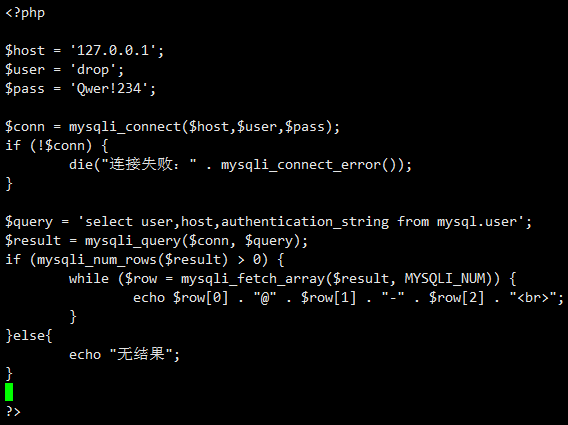 <?php
$host = '127.0.0.1';
$user = 'drop';
$pass = 'Qwer!234';
$conn = mysqli_connect($host,$user,$pass);
if (!$conn) {
        die("连接失败: " . mysqli_connect_error());
}
$query = 'select user,host,authentication_string from mysql.user';
$result = mysqli_query($conn, $query);
if (mysqli_num_rows($result) > 0) {
        while ($row = mysqli_fetch_array($result, MYSQLI_NUM)) {
                echo $row[0] . "@" . $row[1] . "-" . $row[2] . "<br>";
        }
}else{
        echo "无结果";
}
?>